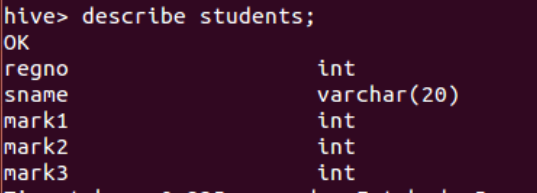 hive> describe students;
OK
regno int
sname varchar(20)
mark1 int
mark2 int
mark3 int